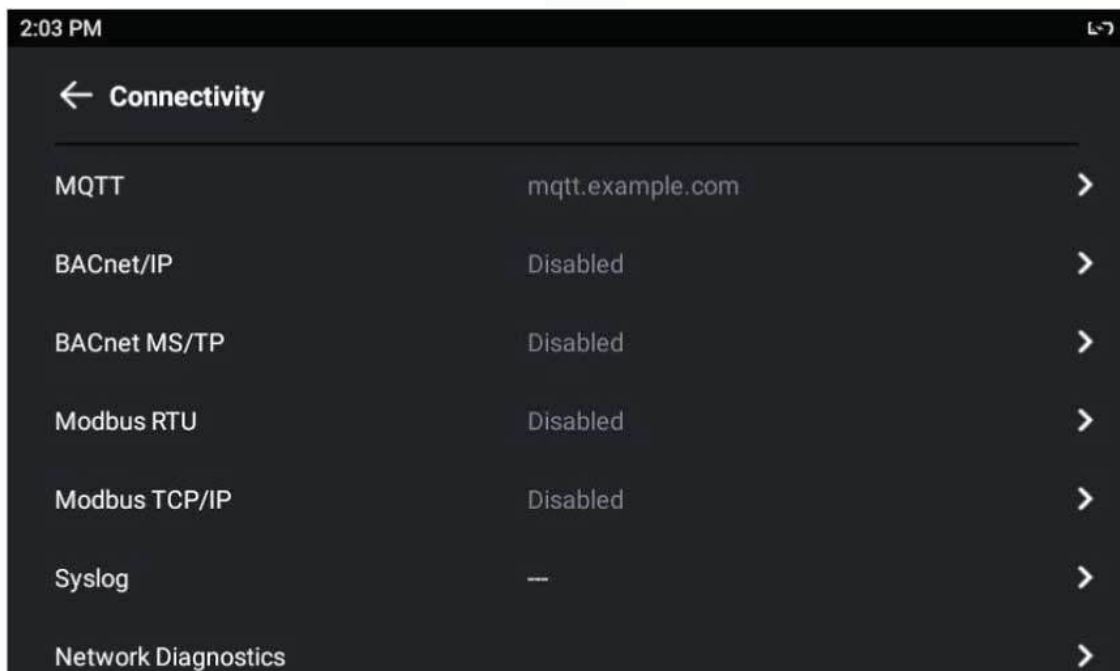 2:03 PM
Connectivity
MQTT mqtt.example.com
BACnet/IP Disabled
BACnet MS/TP Disabled
Modbus RTU Disabled
Modbus TCP/IP Disabled
Syslog ---
Network Diagnostics